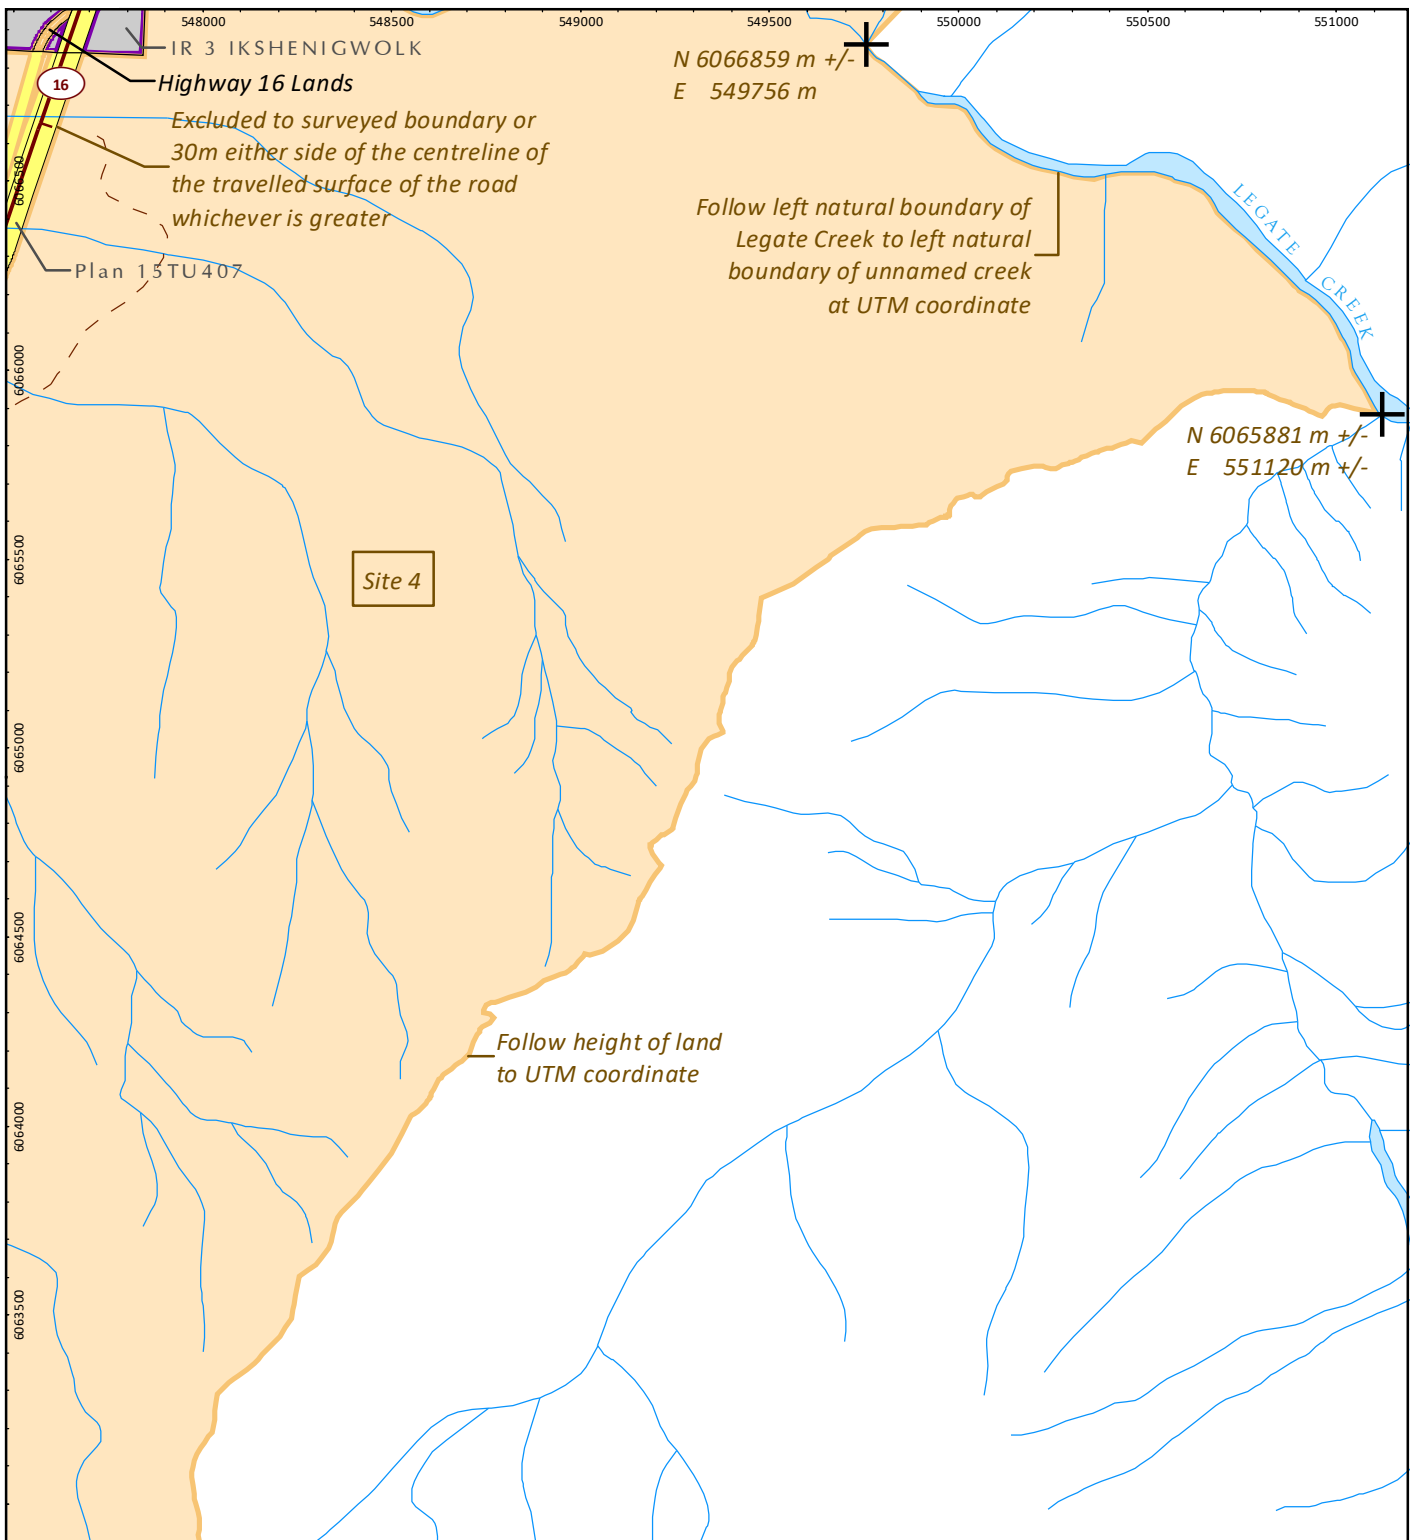 548000
548500
549000
549500
550000
550500
551000
IR 3 IKSHENIGWOLK
Highway 16 Lands
16
Excluded to surveyed boundary or
30m either side of the centreline of
the travelled surface of the road
whichever is greater
Plan 15TU407
N 6066859 m +/-
E 549756 m
Follow left natural boundary of
Legate Creek to left natural
boundary of unnamed creek
at UTM coordinate
LEGATE CREEK
N 6065881 m +/-
E 551120 m +/-
Site 4
Follow height of land
to UTM coordinate
6066500
6066000
6065500
6065000
6064500
6064000
6063500